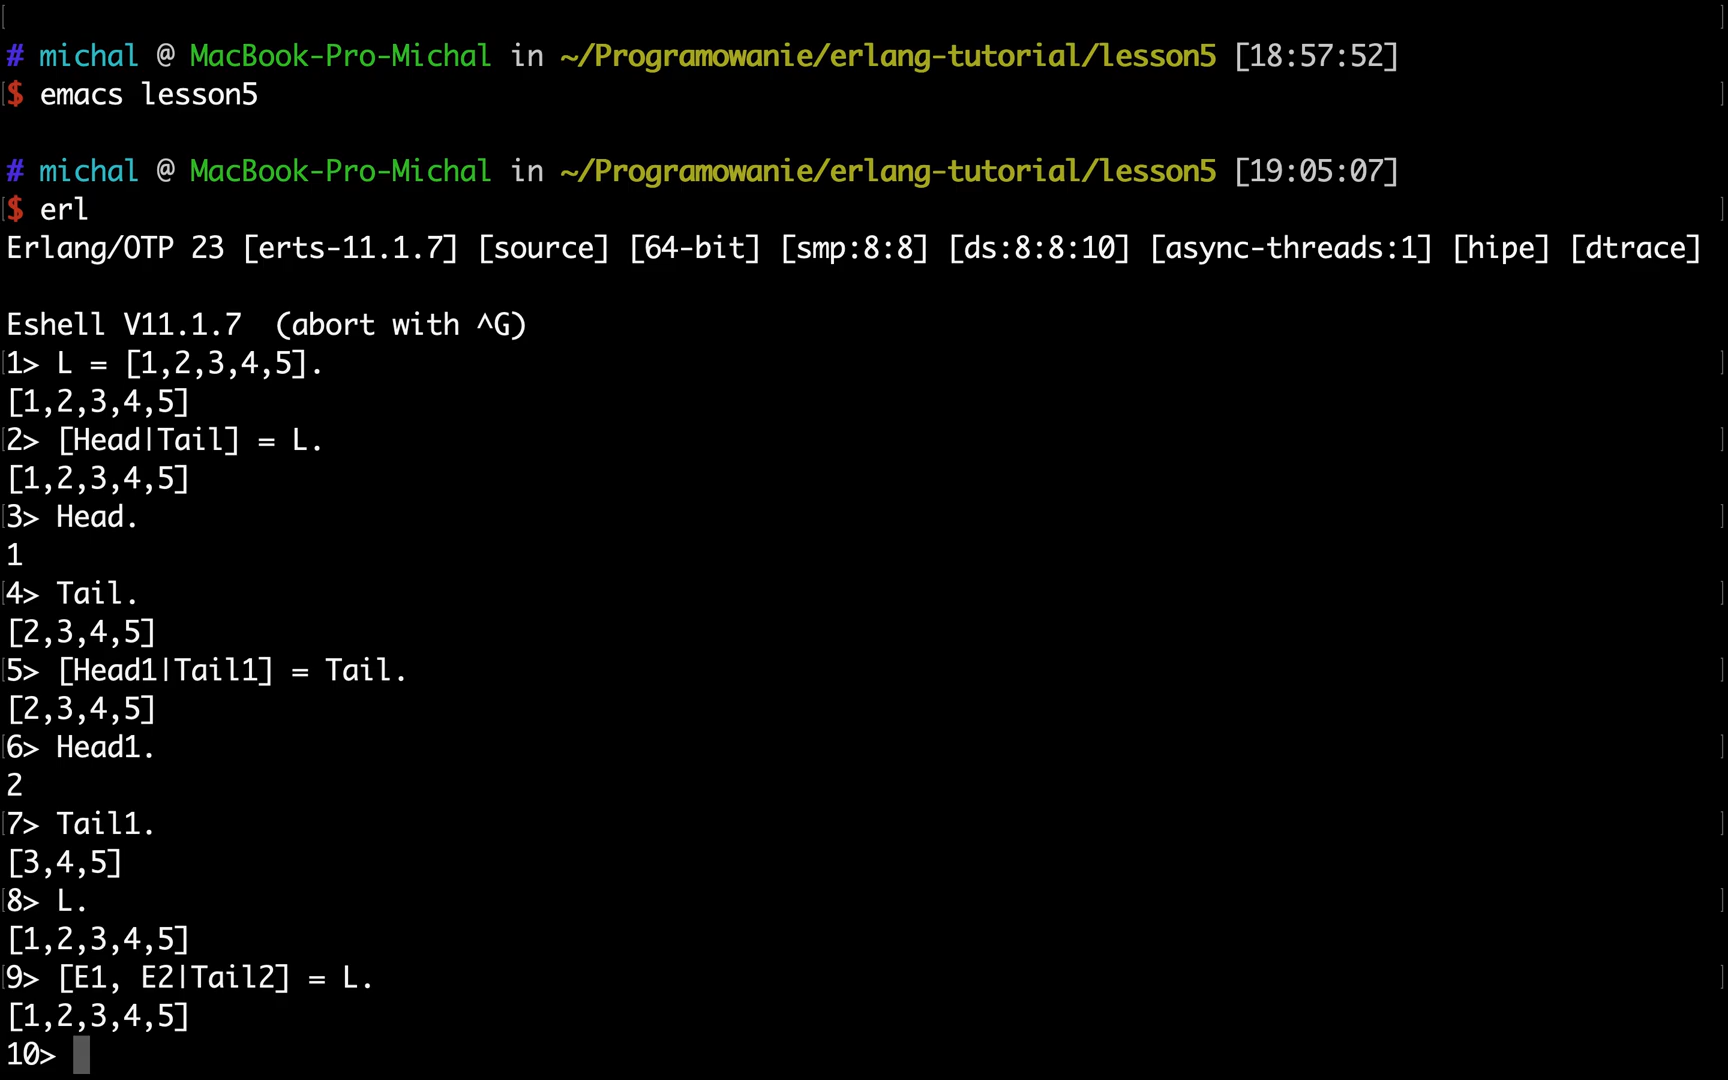 # michal @ MacBook-Pro-Michal in ~/Programowanie/erlang-tutorial/lesson5 [18:57:52]
$ emacs lesson5
# michal @ MacBook-Pro-Michal in ~/Programowanie/erlang-tutorial/lesson5 [19:05:07]
$ erl
Erlang/OTP 23 [erts-11.1.7] [source] [64-bit] [smp:8:8] [ds:8:8:10] [async-threads:1] [hipe] [dtrace]
Eshell V11.1.7  (abort with ^G)
1> L = [1,2,3,4,5].
[1,2,3,4,5]
2> [Head|Tail] = L.
[1,2,3,4,5]
3> Head.
1
4> Tail.
[2,3,4,5]
5> [Head1|Tail1] = Tail.
[2,3,4,5]
6> Head1.
2
7> Tail1.
[3,4,5]
8> L.
[1,2,3,4,5]
9> [E1, E2|Tail2] = L.
[1,2,3,4,5]
10>